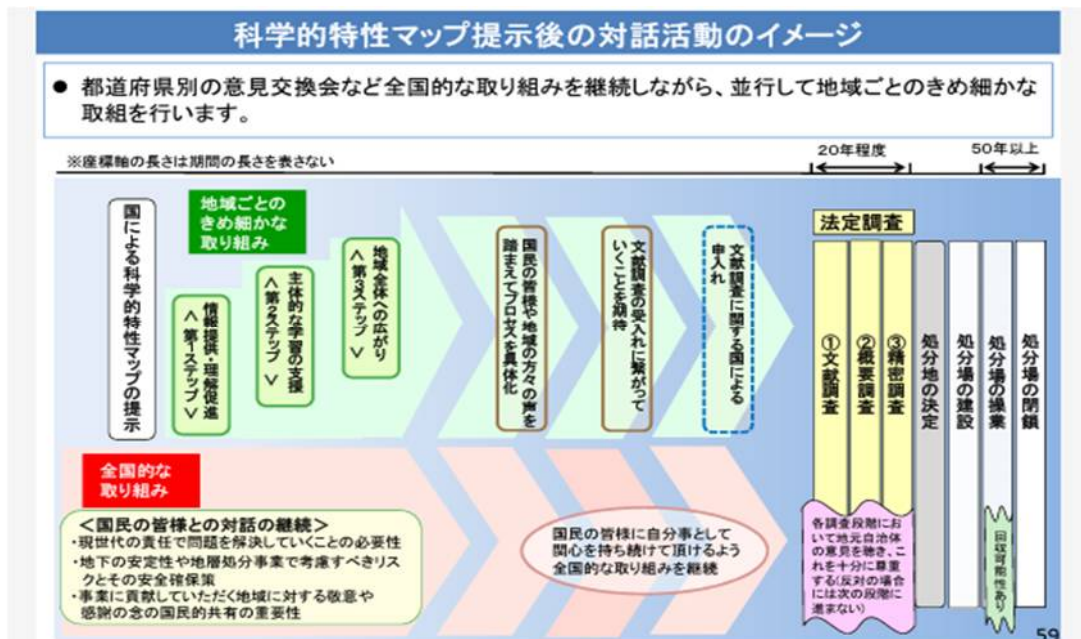 科学的特性マップ提示後の対話活動のイメージ
● 都道府県別の意見交換会など全国的な取り組みを継続しながら、並行して地域ごとのきめ細かな
取組を行います。
※座標軸の長さは期間の長さを表さない
20年程度
50年以上
国による科学的特性マップの提示
地域ごとの
きめ細かな
取り組み
情報提供・理解促進
<第1ステップ>
主体的な学習の支援
<第2ステップ>
地域全体への広がり
<第3ステップ>
国民の皆様や地域の方々の声を
踏まえてプロセスを具体化
文献調査の受入れに繋がって
いくことを期待
文献調査に関する国による
申入れ
法定調査
①文献調査
②概要調査
③精密調査
処分地の決定
処分場の建設
処分場の操業
処分場の閉鎖
全国的な
取り組み
<国民の皆様との対話の継続>
・現世代の責任で問題を解決していくことの必要性
・地下の安定性や地層処分事業で考慮すべきリス
クとその安全確保策
・事業に貢献していただく地域に対する敬意や
感謝の念の国民的共有の重要性
国民の皆様に自分事として
関心を持ち続けて頂けるよう
全国的な取り組みを継続
各調査段階にお
いて地元自治体
の意見を聴き、こ
れを十分に尊重
する(反対の場合
には次の段階に
進まない)
回収可能性あり
59